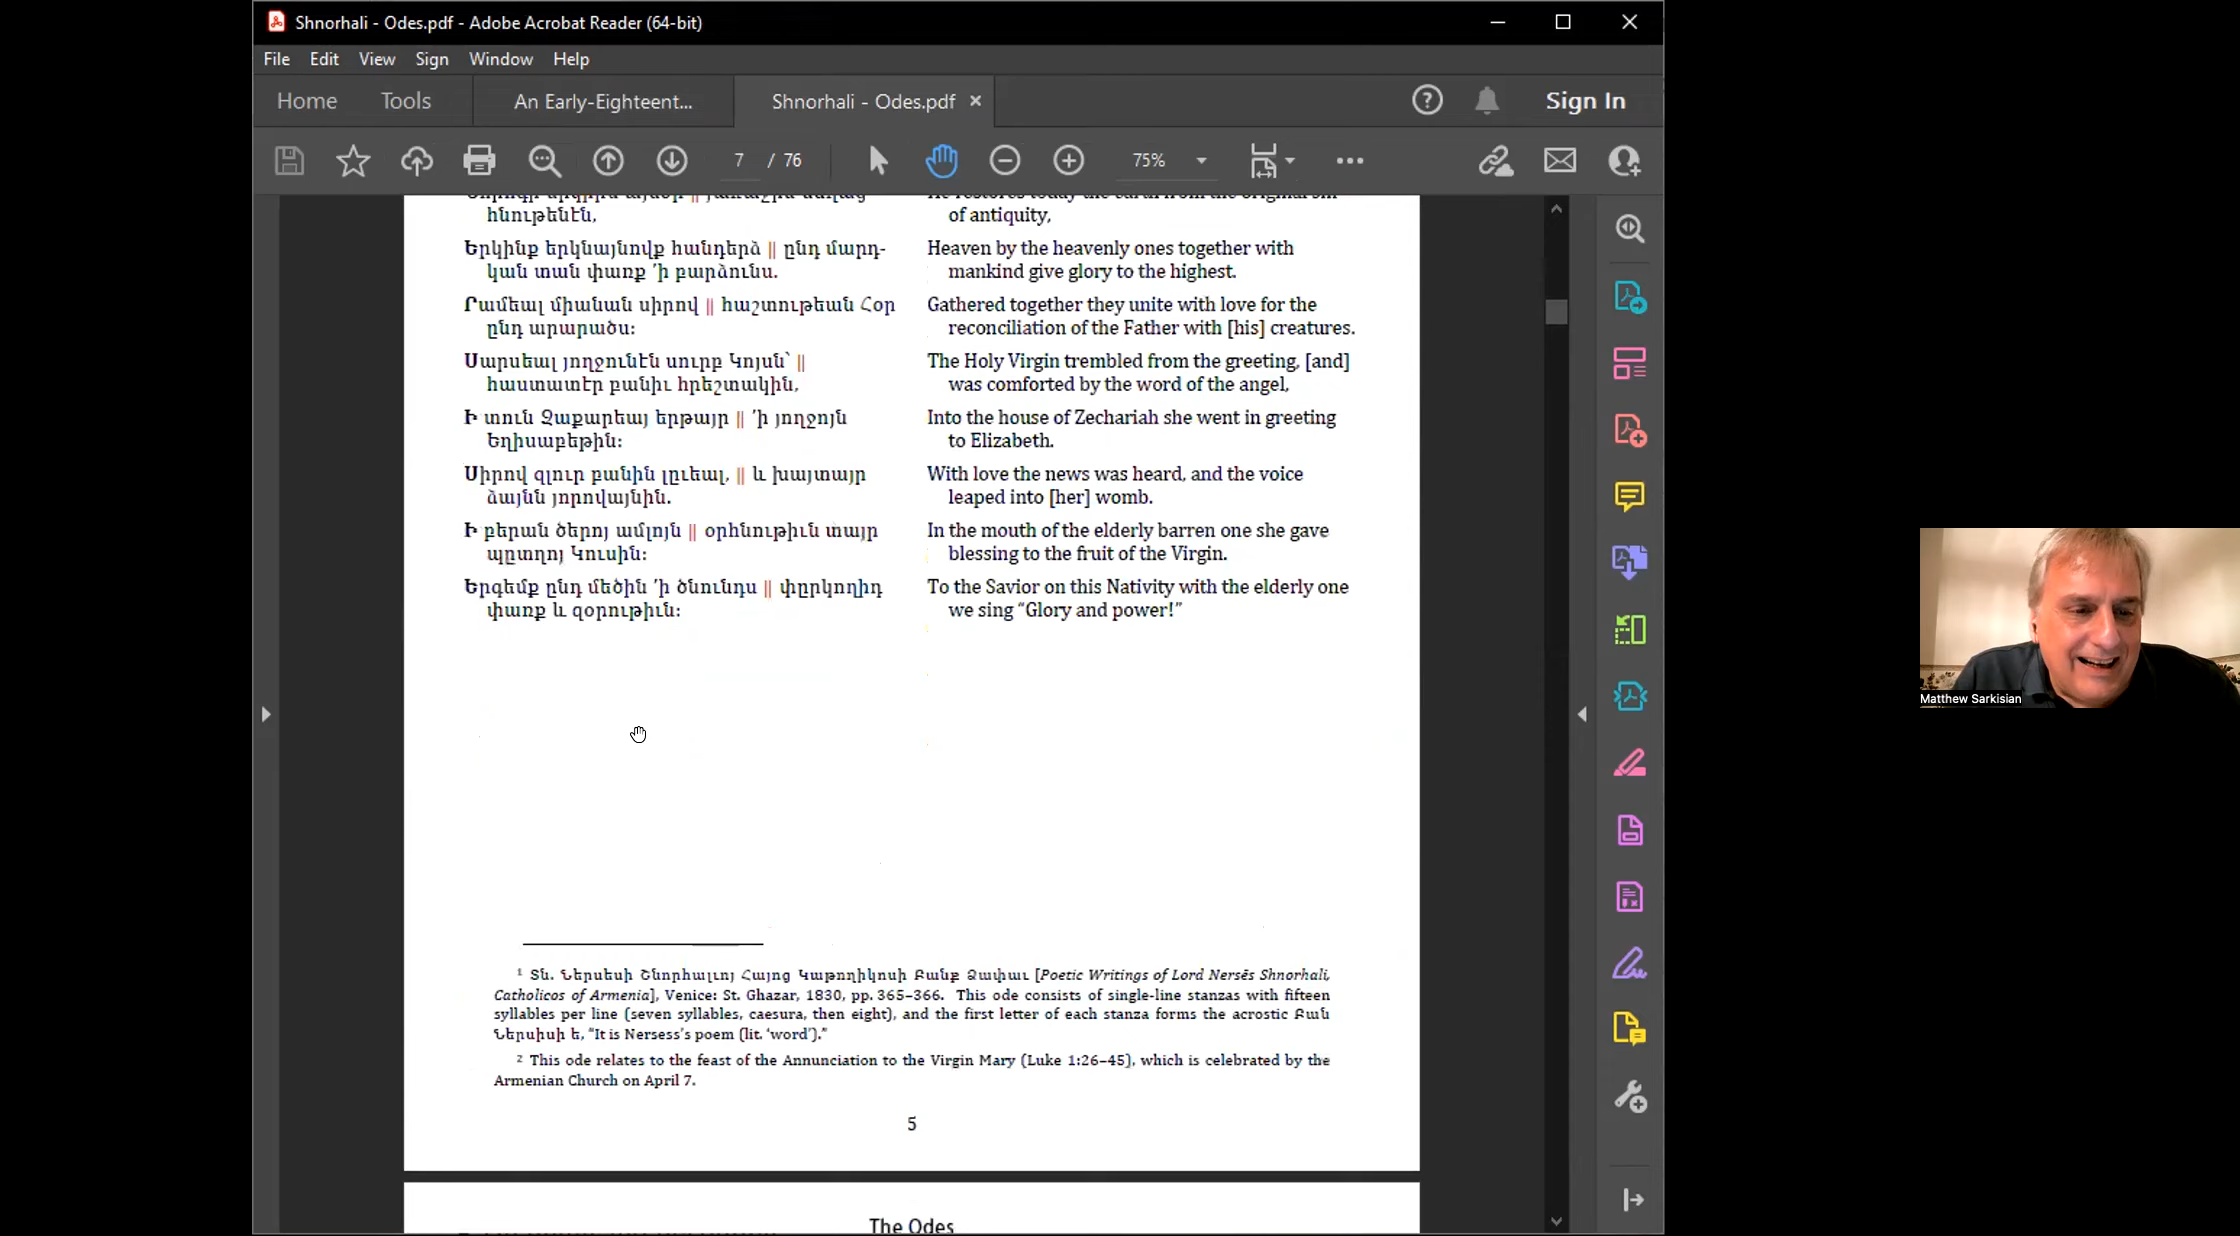 Shnorhali - Odes.pdf - Adobe Acrobat Reader (64-bit)
File Edit View Sign Window Help
Home Tools An Early-Eighteent... Shnorhali - Odes.pdf × Sign In
7 / 76 75%
հնութենէն,
Երկինք երկնայնովք հանդերձ || ընդ մարդ-
կան տան փառք ՚ի բարձունս.
Րամեալ միանան սիրով || հաշտութեան Հօր
ընդ արարածս։
Սարսեալ յողջունէն սուրբ Կոյսն՝ ||
հաստատէր բանիւ հրեշտակին,
Ի տուն Զաքարեայ երթայր || ՚ի յողջոյն
Եղիսաբեթին։
Սիրով զլուր բանին լըւեալ, || և խայտայր
ձայնն յորովայնին.
Ի բերան ծերոյ ամլոյն || օրհնութիւն տայր
պըտղոյ Կուսին։
Երգեմք ընդ մեծին ՚ի ծնունդս || փըրկողիդ
փառք և զօրութիւն։
He restores today the earth from the original sin
of antiquity,
Heaven by the heavenly ones together with
mankind give glory to the highest.
Gathered together they unite with love for the
reconciliation of the Father with [his] creatures.
The Holy Virgin trembled from the greeting, [and]
was comforted by the word of the angel,
Into the house of Zechariah she went in greeting
to Elizabeth.
With love the news was heard, and the voice
leaped into [her] womb.
In the mouth of the elderly barren one she gave
blessing to the fruit of the Virgin.
To the Savior on this Nativity with the elderly one
we sing “Glory and power!”
¹ Տն. Ներսեսի Շնորհալւոյ Հայոց Կաթողիկոսի Բանք Չափաւ [Poetic Writings of Lord Nersēs Shnorhali,
Catholicos of Armenia], Venice: St. Ghazar, 1830, pp. 365–366. This ode consists of single-line stanzas with fifteen
syllables per line (seven syllables, caesura, then eight), and the first letter of each stanza forms the acrostic Բան
Ներսիսի է, “It is Nersess’s poem (lit. ‘word’).”
² This ode relates to the feast of the Annunciation to the Virgin Mary (Luke 1:26–45), which is celebrated by the
Armenian Church on April 7.
5
The Odes
Matthew Sarkisian